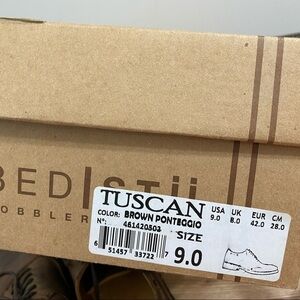 BED|STü
OBBLER
TUSCAN
COLOR: BROWN PONTEGGIO
Nº: 461420503
SIZE 9.0
6 51457 33722 7
USA UK EUR CM
9.0 8.0 42.0 28.0